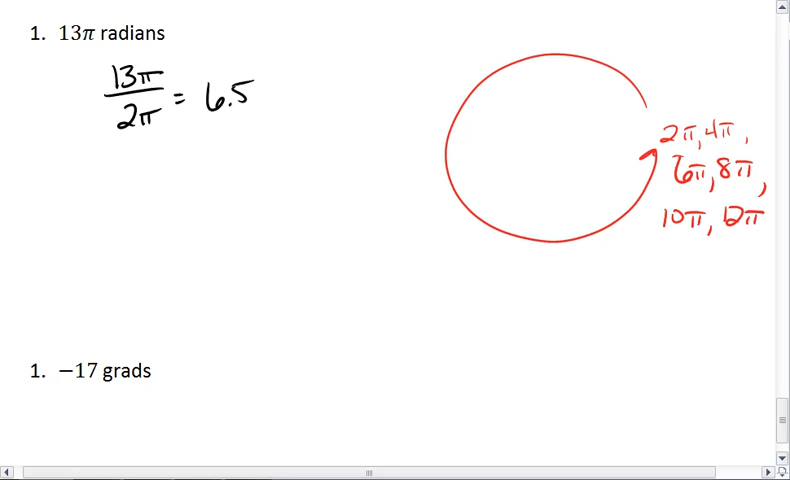 1. 13π radians
13π
2π
= 6.5
2π, 4π,
6π, 8π,
10π, 12π
1. −17 grads